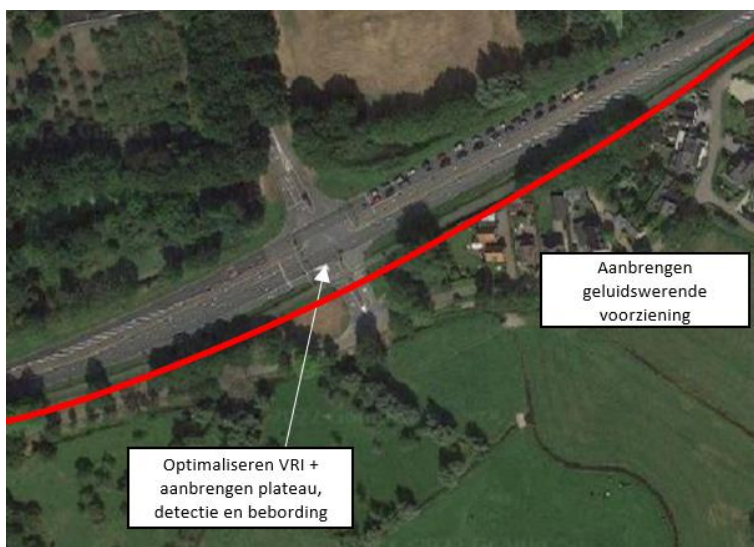 Aanbrengen
geluidswerende
voorziening
Optimaliseren VRI +
aanbrengen plateau,
detectie en bebording